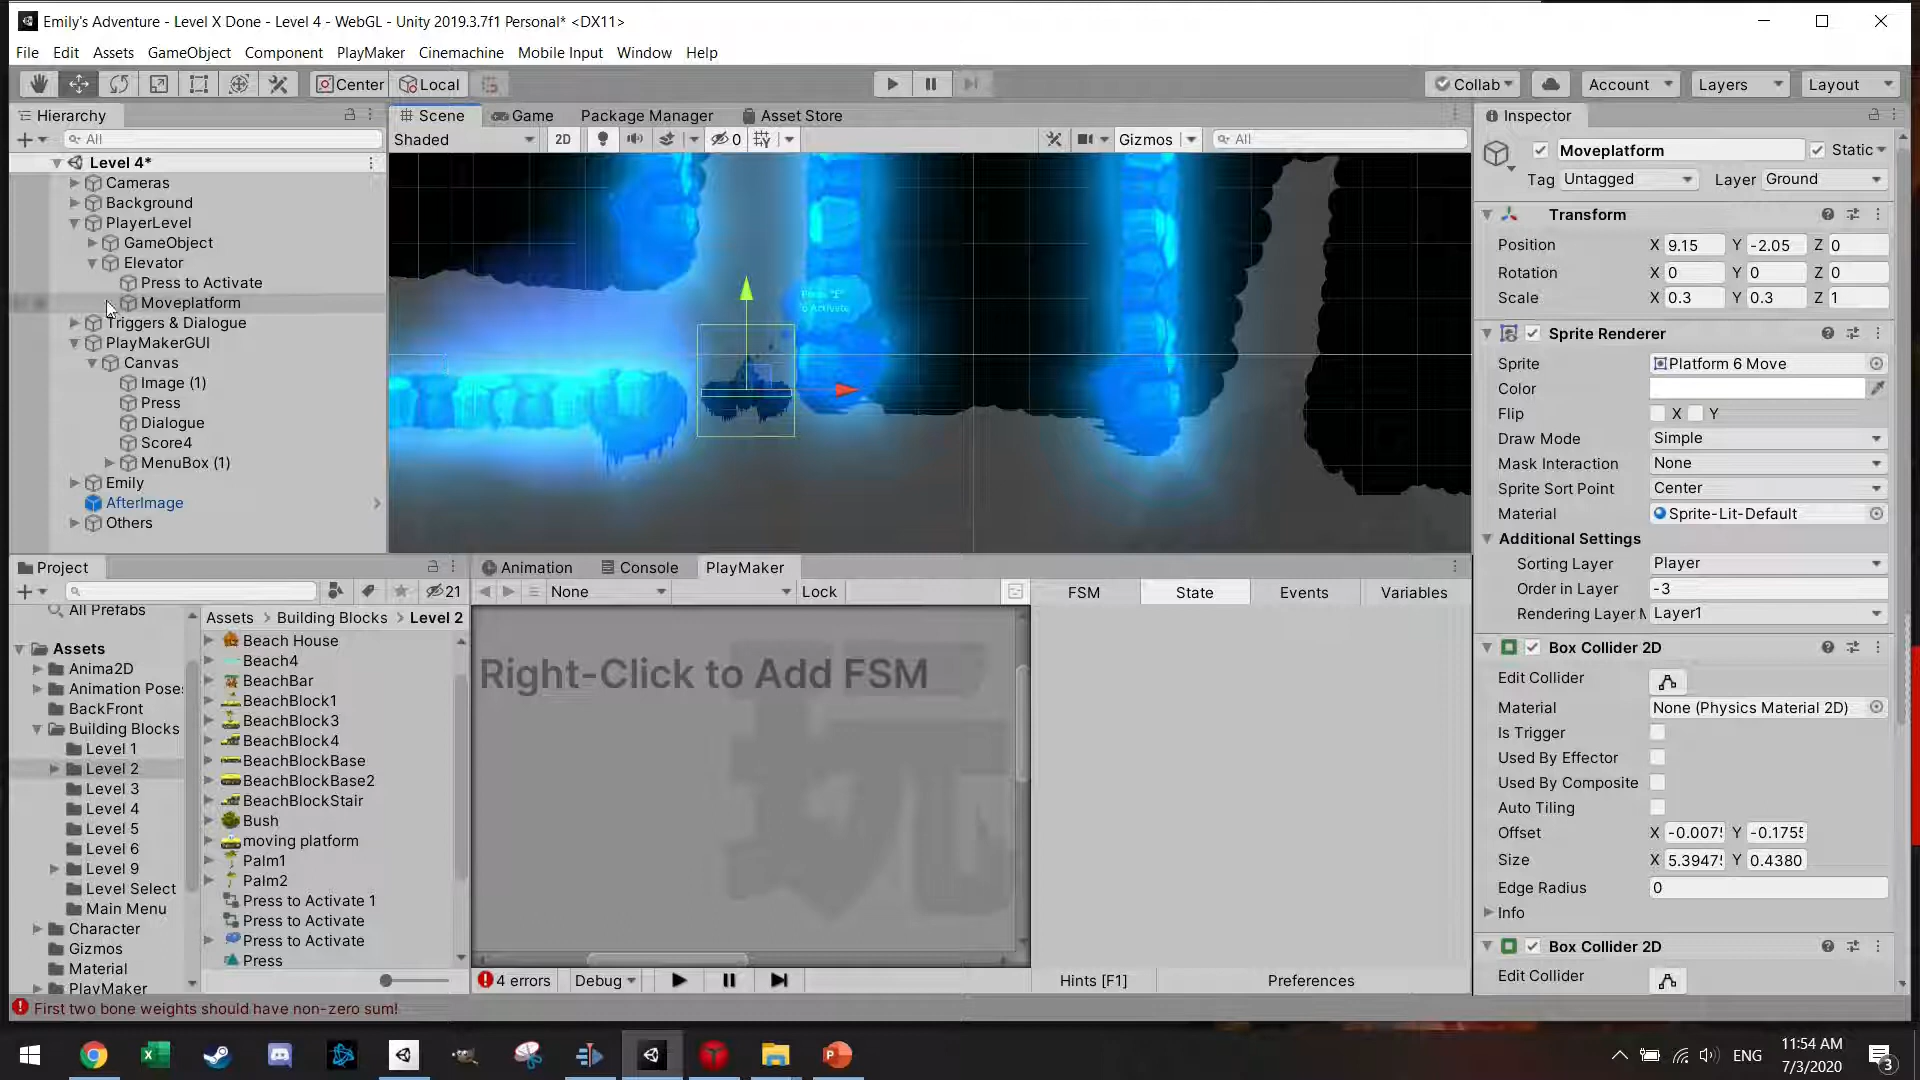 Emily's Adventure - Level X Done - Level 4 - WebGL - Unity 2019.3.7f1 Personal* <DX11>
File Edit Assets GameObject Component PlayMaker Cinemachine Mobile Input Window Help
Center Local Collab Account Layers Layout
Hierarchy
All
Level 4*
Cameras
Background
PlayerLevel
GameObject
Elevator
Press to Activate
Moveplatform
Triggers & Dialogue
PlayMakerGUI
Canvas
Image (1)
Press
Dialogue
Score4
MenuBox (1)
Emily
AfterImage
Others
Scene Game Package Manager Asset Store
Shaded 2D 0 Gizmos All
Press "E"
to Activate
Inspector
Moveplatform Static
Tag Untagged Layer Ground
Transform
Position X 9.15 Y -2.05 Z 0
Rotation X 0 Y 0 Z 0
Scale X 0.3 Y 0.3 Z 1
Sprite Renderer
Sprite Platform 6 Move
Color
Flip X Y
Draw Mode Simple
Mask Interaction None
Sprite Sort Point Center
Material Sprite-Lit-Default
Additional Settings
Sorting Layer Player
Order in Layer -3
Rendering Layer M Layer1
Box Collider 2D
Edit Collider
Material None (Physics Material 2D)
Is Trigger
Used By Effector
Used By Composite
Auto Tiling
Offset X -0.007 Y -0.175
Size X 5.3947 Y 0.4380
Edge Radius 0
Info
Box Collider 2D
Edit Collider
Project
21
All Prefabs
Assets
Anima2D
Animation Pose
BackFront
Building Blocks
Level 1
Level 2
Level 3
Level 4
Level 5
Level 6
Level 9
Level Select
Main Menu
Character
Gizmos
Material
PlayMaker
Assets > Building Blocks > Level 2
Beach House
Beach4
BeachBar
BeachBlock1
BeachBlock3
BeachBlock4
BeachBlockBase
BeachBlockBase2
BeachBlockStair
Bush
moving platform
Palm1
Palm2
Press to Activate 1
Press to Activate
Press to Activate
Press
Animation Console PlayMaker
None Lock
FSM State Events Variables
Right-Click to Add FSM
玩
4 errors Debug Hints [F1] Preferences
First two bone weights should have non-zero sum!
ENG
11:54 AM
7/3/2020
3